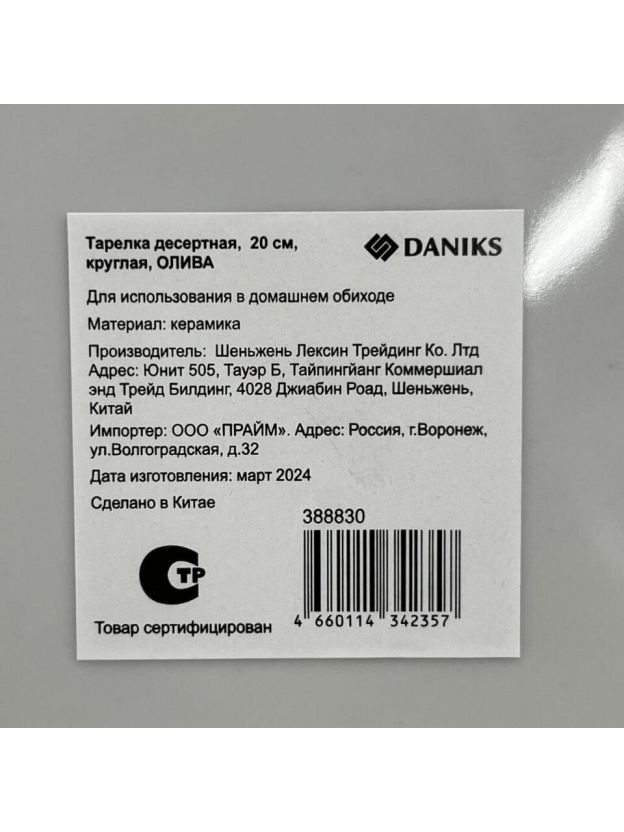 Тарелка десертная, 20 см,
круглая, ОЛИВА
DANIKS
Для использования в домашнем обиходе
Материал: керамика
Производитель: Шеньжень Лексин Трейдинг Ко. Лтд
Адрес: Юнит 505, Тауэр Б, Тайпингйанг Коммершиал
энд Трейд Билдинг, 4028 Джиабин Роад, Шеньжень,
Китай
Импортер: ООО «ПРАЙМ». Адрес: Россия, г.Воронеж,
ул.Волгоградская, д.32
Дата изготовления: март 2024
Сделано в Китае
388830
СТР
Товар сертифицирован
4 660114 342357